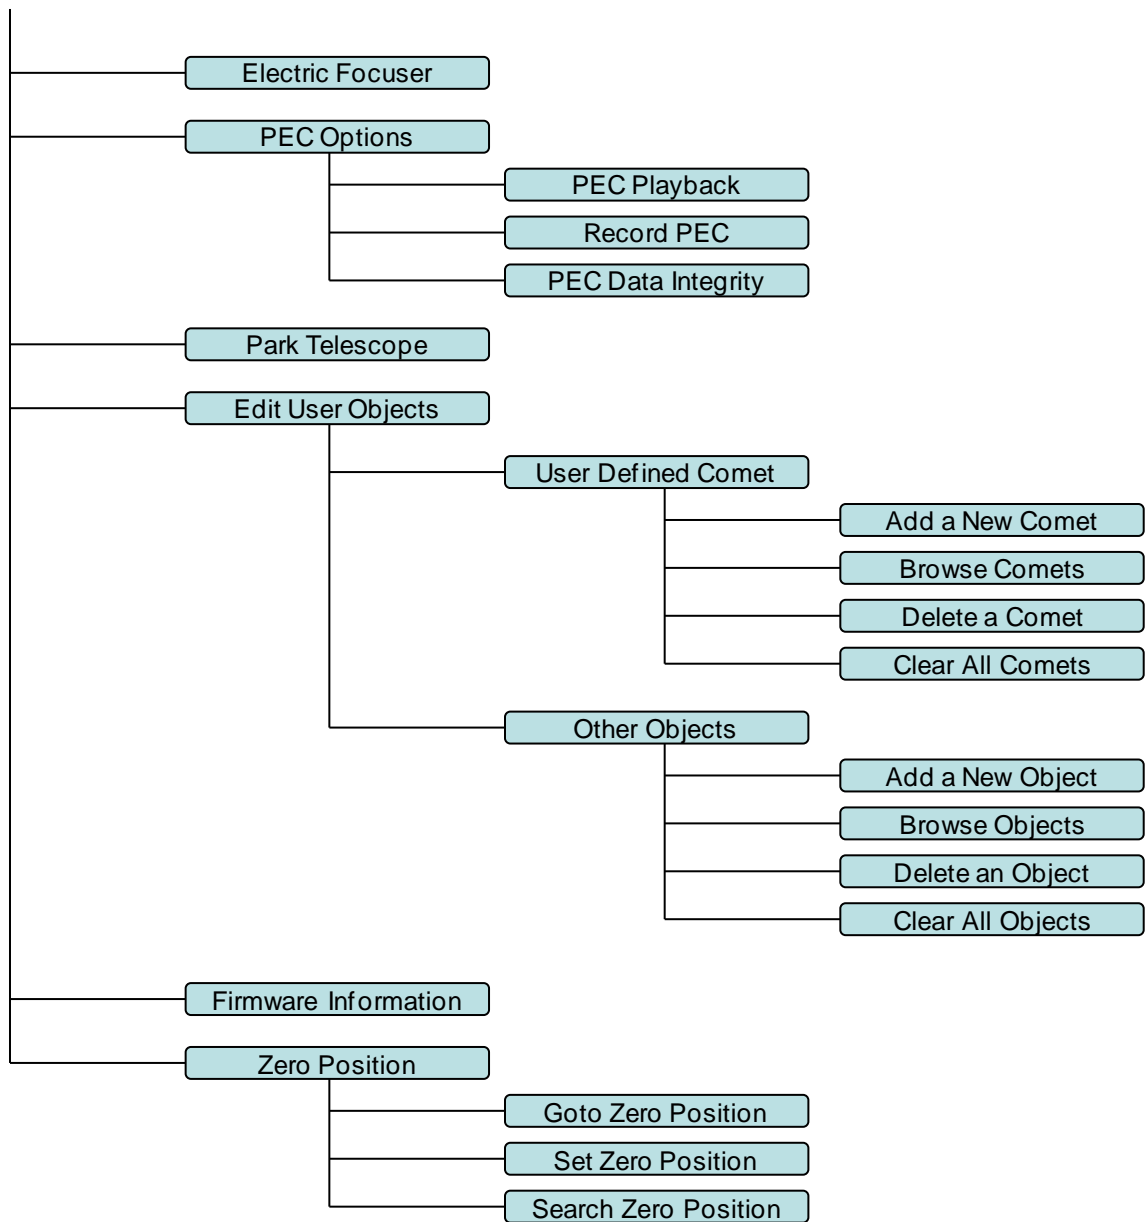 Electric Focuser
PEC Options
PEC Playback
Record PEC
PEC Data Integrity
Park Telescope
Edit User Objects
User Defined Comet
Add a New Comet
Browse Comets
Delete a Comet
Clear All Comets
Other Objects
Add a New Object
Browse Objects
Delete an Object
Clear All Objects
Firmware Information
Zero Position
Goto Zero Position
Set Zero Position
Search Zero Position